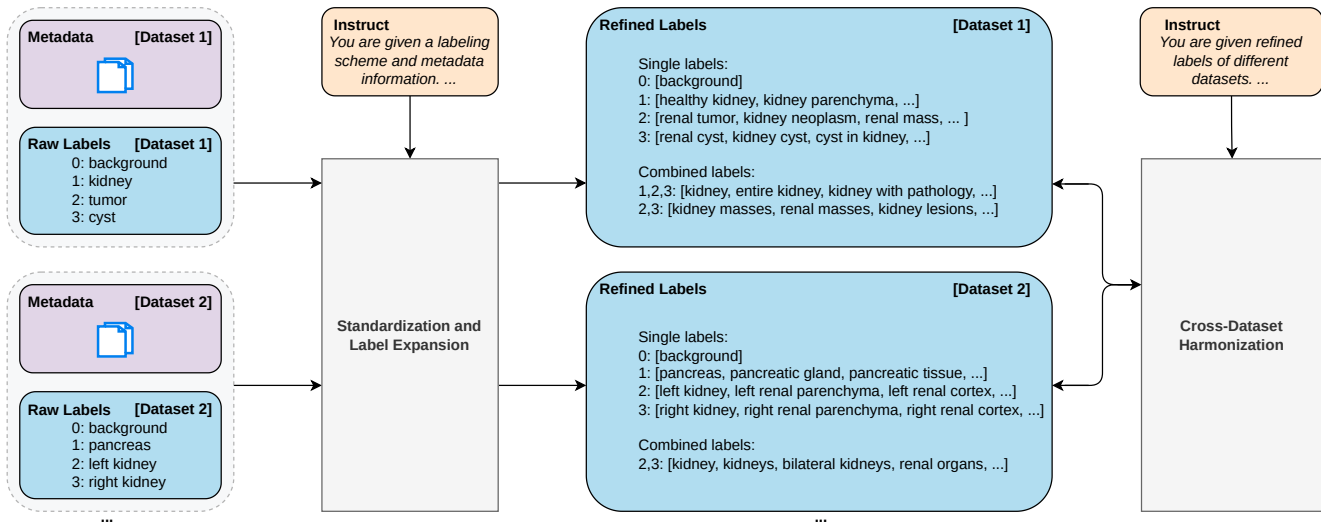 Metadata [Dataset 1]
Raw Labels [Dataset 1]
0: background
1: kidney
2: tumor
3: cyst
Metadata [Dataset 2]
Raw Labels [Dataset 2]
0: background
1: pancreas
2: left kidney
3: right kidney
...
Instruct
You are given a labeling
scheme and metadata
information. ...
Standardization and
Label Expansion
Refined Labels [Dataset 1]
Single labels:
0: [background]
1: [healthy kidney, kidney parenchyma, ...]
2: [renal tumor, kidney neoplasm, renal mass, ... ]
3: [renal cyst, kidney cyst, cyst in kidney, ...]
Combined labels:
1,2,3: [kidney, entire kidney, kidney with pathology, ...]
2,3: [kidney masses, renal masses, kidney lesions, ...]
Refined Labels [Dataset 2]
Single labels:
0: [background]
1: [pancreas, pancreatic gland, pancreatic tissue, ...]
2: [left kidney, left renal parenchyma, left renal cortex, ...]
3: [right kidney, right renal parenchyma, right renal cortex, ...]
Combined labels:
2,3: [kidney, kidneys, bilateral kidneys, renal organs, ...]
...
Instruct
You are given refined
labels of different
datasets. ...
Cross-Dataset
Harmonization